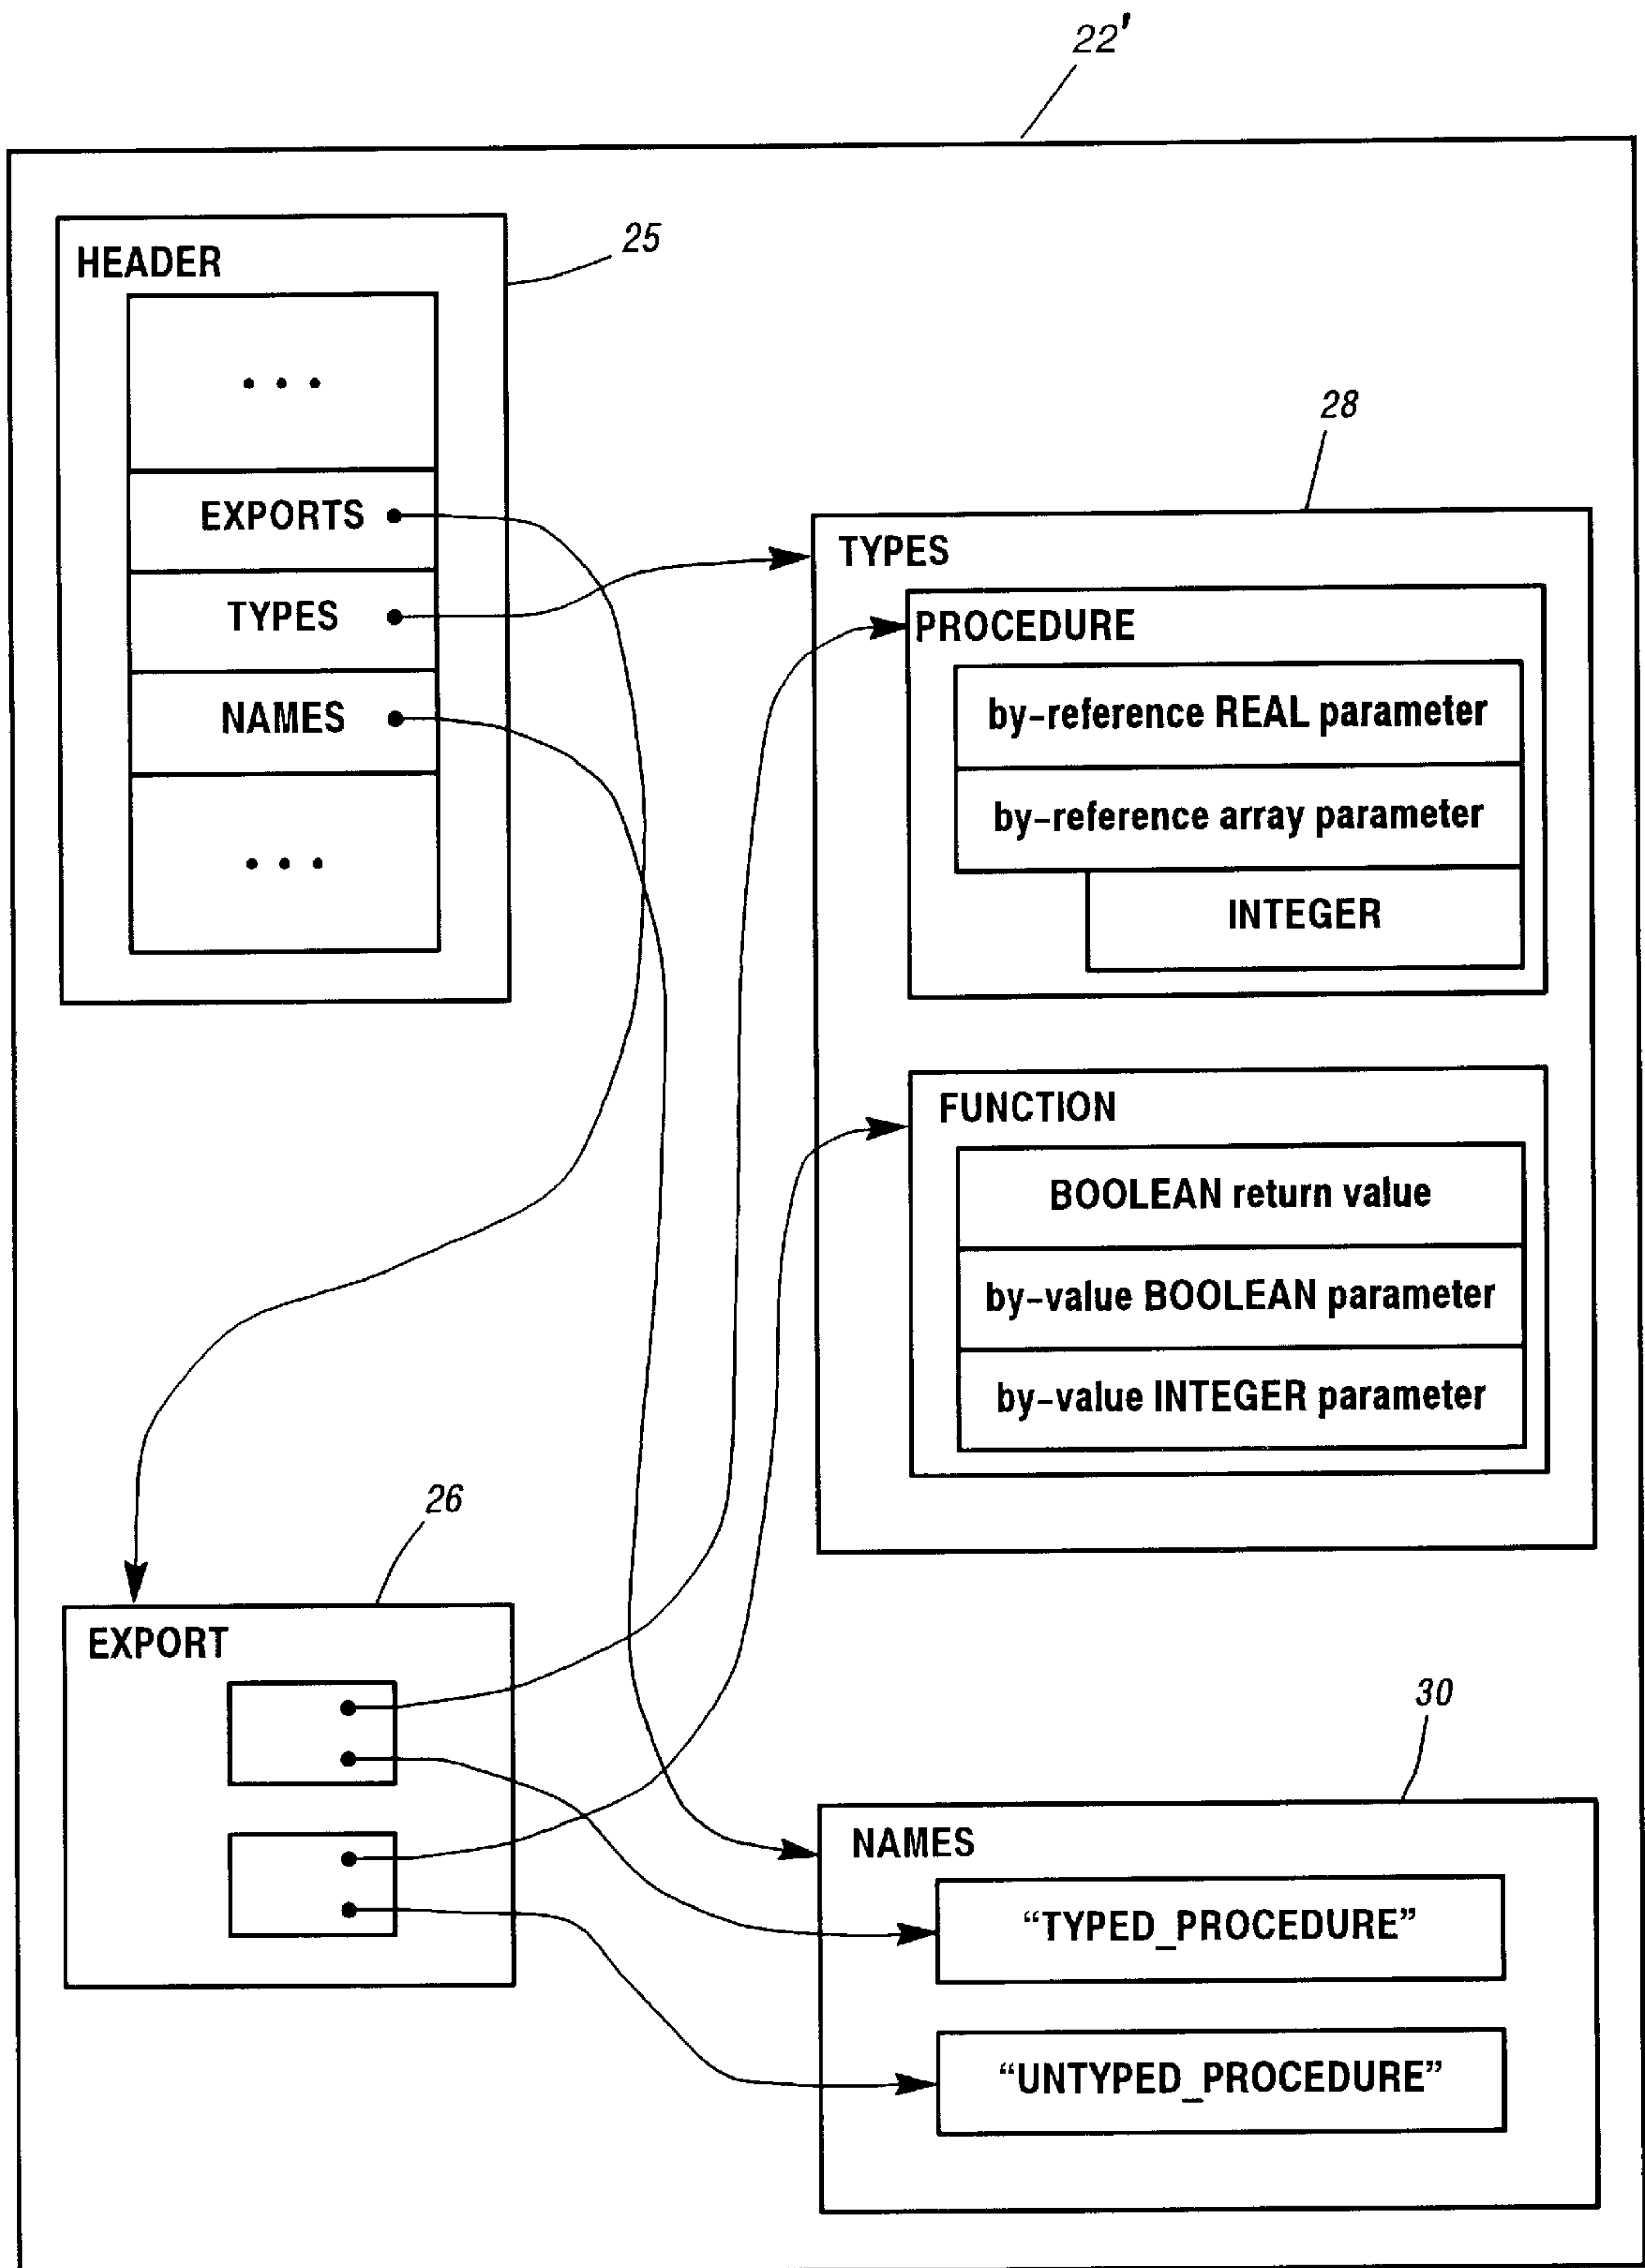 22'
HEADER
25
• • •
EXPORTS
TYPES
NAMES
• • •
28
TYPES
PROCEDURE
by-reference REAL parameter
by-reference array parameter
INTEGER
FUNCTION
BOOLEAN return value
by-value BOOLEAN parameter
by-value INTEGER parameter
26
EXPORT
30
NAMES
“TYPED_PROCEDURE”
“UNTYPED_PROCEDURE”